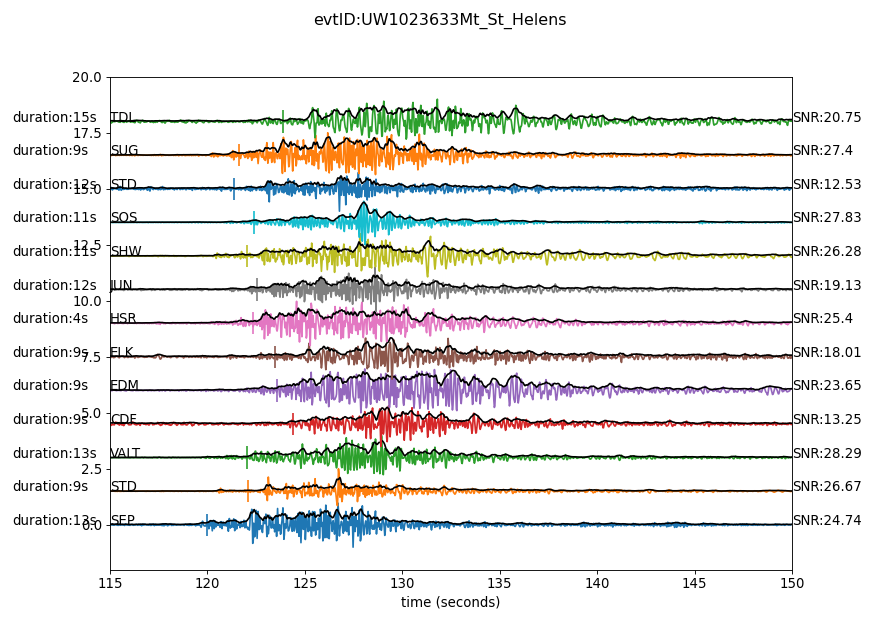 evtID:UW1023633Mt_St_Helens
20.0
duration:15s TDL SNR:20.75
17.5
duration:9s SUG SNR:27.4
duration:12s STD SNR:12.53
15.0
duration:11s SOS SNR:27.83
12.5
duration:11s SHW SNR:26.28
duration:12s JUN SNR:19.13
10.0
duration:4s HSR SNR:25.4
duration:9s ELK SNR:18.01
7.5
duration:9s EDM SNR:23.65
5.0
duration:9s CDF SNR:13.25
duration:13s VALT SNR:28.29
2.5
duration:9s STD SNR:26.67
duration:13s SEP SNR:24.74
0.0
115 120 125 130 135 140 145 150
time (seconds)